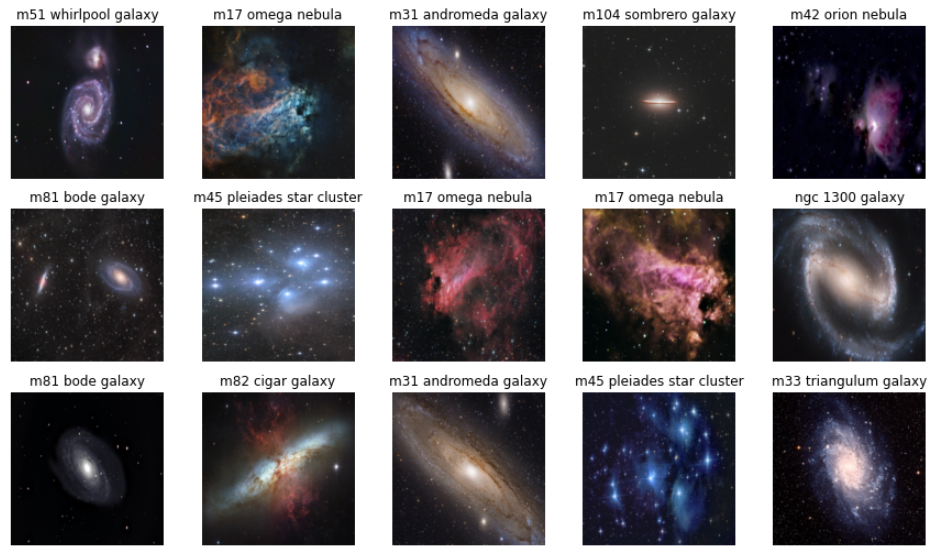 m51 whirlpool galaxy
m17 omega nebula
m31 andromeda galaxy
m104 sombrero galaxy
m42 orion nebula
m81 bode galaxy
m45 pleiades star cluster
m17 omega nebula
m17 omega nebula
ngc 1300 galaxy
m81 bode galaxy
m82 cigar galaxy
m31 andromeda galaxy
m45 pleiades star cluster
m33 triangulum galaxy